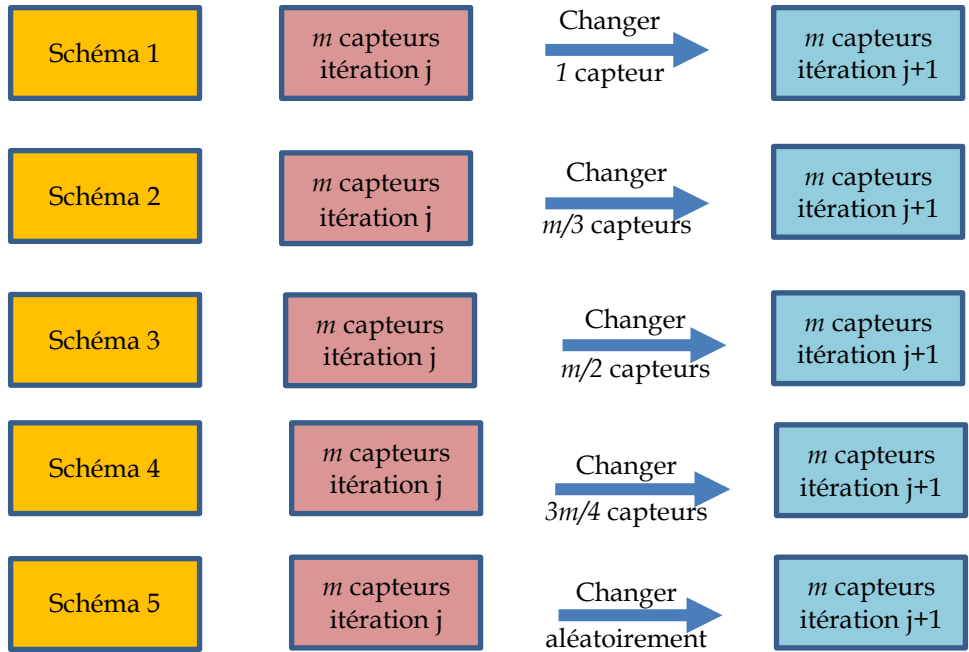 Schéma 1
m capteurs
itération j
Changer
1 capteur
m capteurs
itération j+1
Schéma 2
m capteurs
itération j
Changer
m/3 capteurs
m capteurs
itération j+1
Schéma 3
m capteurs
itération j
Changer
m/2 capteurs
m capteurs
itération j+1
Schéma 4
m capteurs
itération j
Changer
3m/4 capteurs
m capteurs
itération j+1
Schéma 5
m capteurs
itération j
Changer
aléatoirement
m capteurs
itération j+1